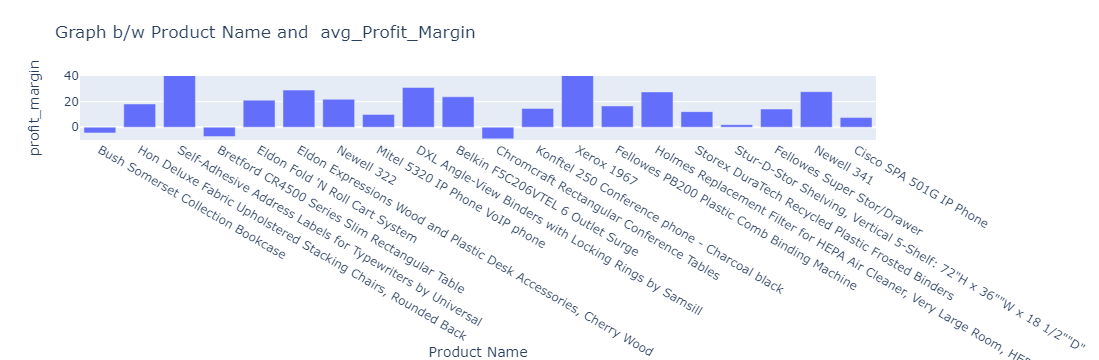 Graph b/w Product Name and  avg_Profit_Margin
profit_margin
40
20
0
Bush Somerset Collection Bookcase
Hon Deluxe Fabric Upholstered Stacking Chairs, Rounded Back
Self-Adhesive Address Labels for Typewriters by Universal
Bretford CR4500 Series Slim Rectangular Table
Eldon Fold 'N Roll Cart System
Eldon Expressions Wood and Plastic Desk Accessories, Cherry Wood
Newell 322
Mitel 5320 IP Phone VoIP phone
DXL Angle-View Binders with Locking Rings by Samsill
Belkin F5C206VTEL 6 Outlet Surge
Chromcraft Rectangular Conference Tables
Konftel 250 Conference phone - Charcoal black
Xerox 1967
Fellowes PB200 Plastic Comb Binding Machine
Holmes Replacement Filter for HEPA Air Cleaner, Very Large Room,
Storex DuraTech Recycled Plastic Frosted Binders
Stur-D-Stor Shelving, Vertical 5-Shelf: 72"H x 36""W x 18 1/2""D"
Fellowes Super Stor/Drawer
Newell 341
Cisco SPA 501G IP Phone
Product Name